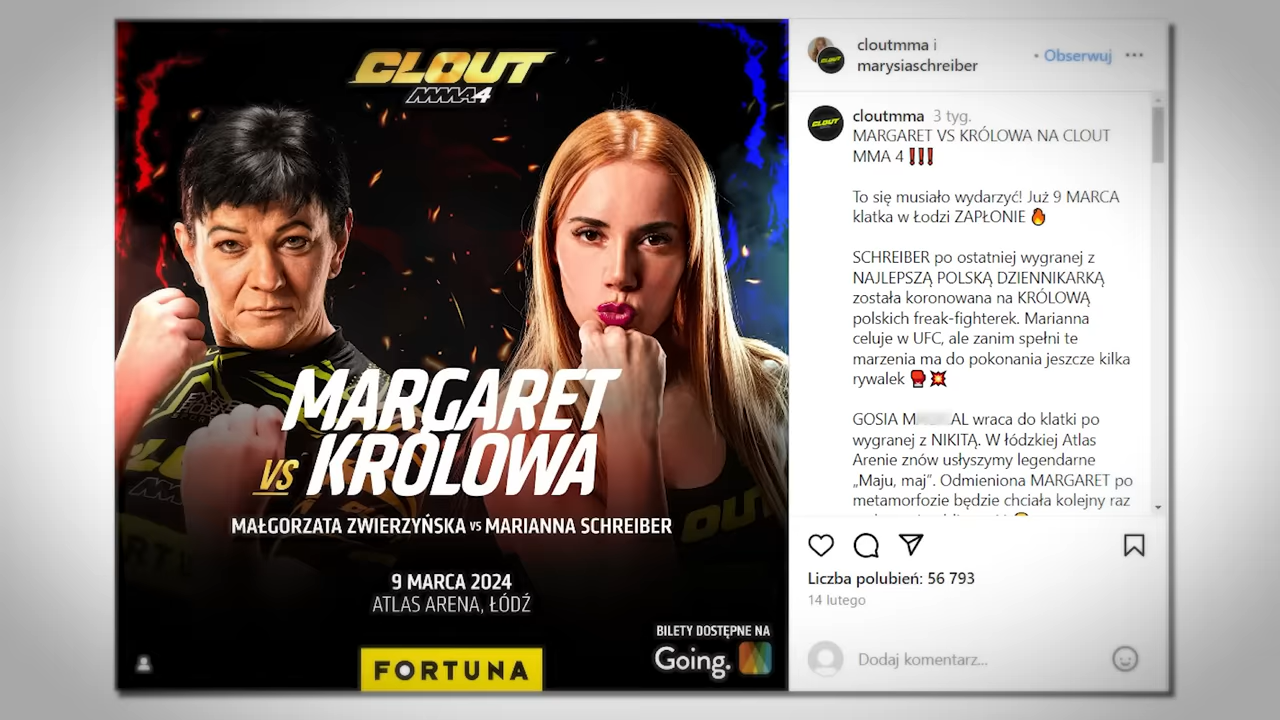 CLOUT
MMA4
MARGARET
VS KRÓLOWA
MAŁGORZATA ZWIERZYŃSKA VS MARIANNA SCHREIBER
9 MARCA 2024
ATLAS ARENA, ŁÓDŹ
FORTUNA
BILETY DOSTĘPNE NA
Going.
cloutmma i
marysiaschreiber
• Obserwuj
cloutmma 3 tyg.
MARGARET VS KRÓLOWA NA CLOUT
MMA 4 ❗❗❗
To się musiało wydarzyć! Już 9 MARCA
klatka w Łodzi ZAPŁONIE 🔥
SCHREIBER po ostatniej wygranej z
NAJLEPSZĄ POLSKĄ DZIENNIKARKĄ
została koronowana na KRÓLOWĄ
polskich freak-fighterek. Marianna
celuje w UFC, ale zanim spełni te
marzenia ma do pokonania jeszcze kilka
rywalek 🥊💥
GOSIA wraca do klatki po
wygranej z NIKITĄ. W łódzkiej Atlas
Arenie znów usłyszymy legendarne
„Maju, maj”. Odmieniona MARGARET po
metamorfozie będzie chciała kolejny raz
Liczba polubień: 56 793
14 lutego
Dodaj komentarz...